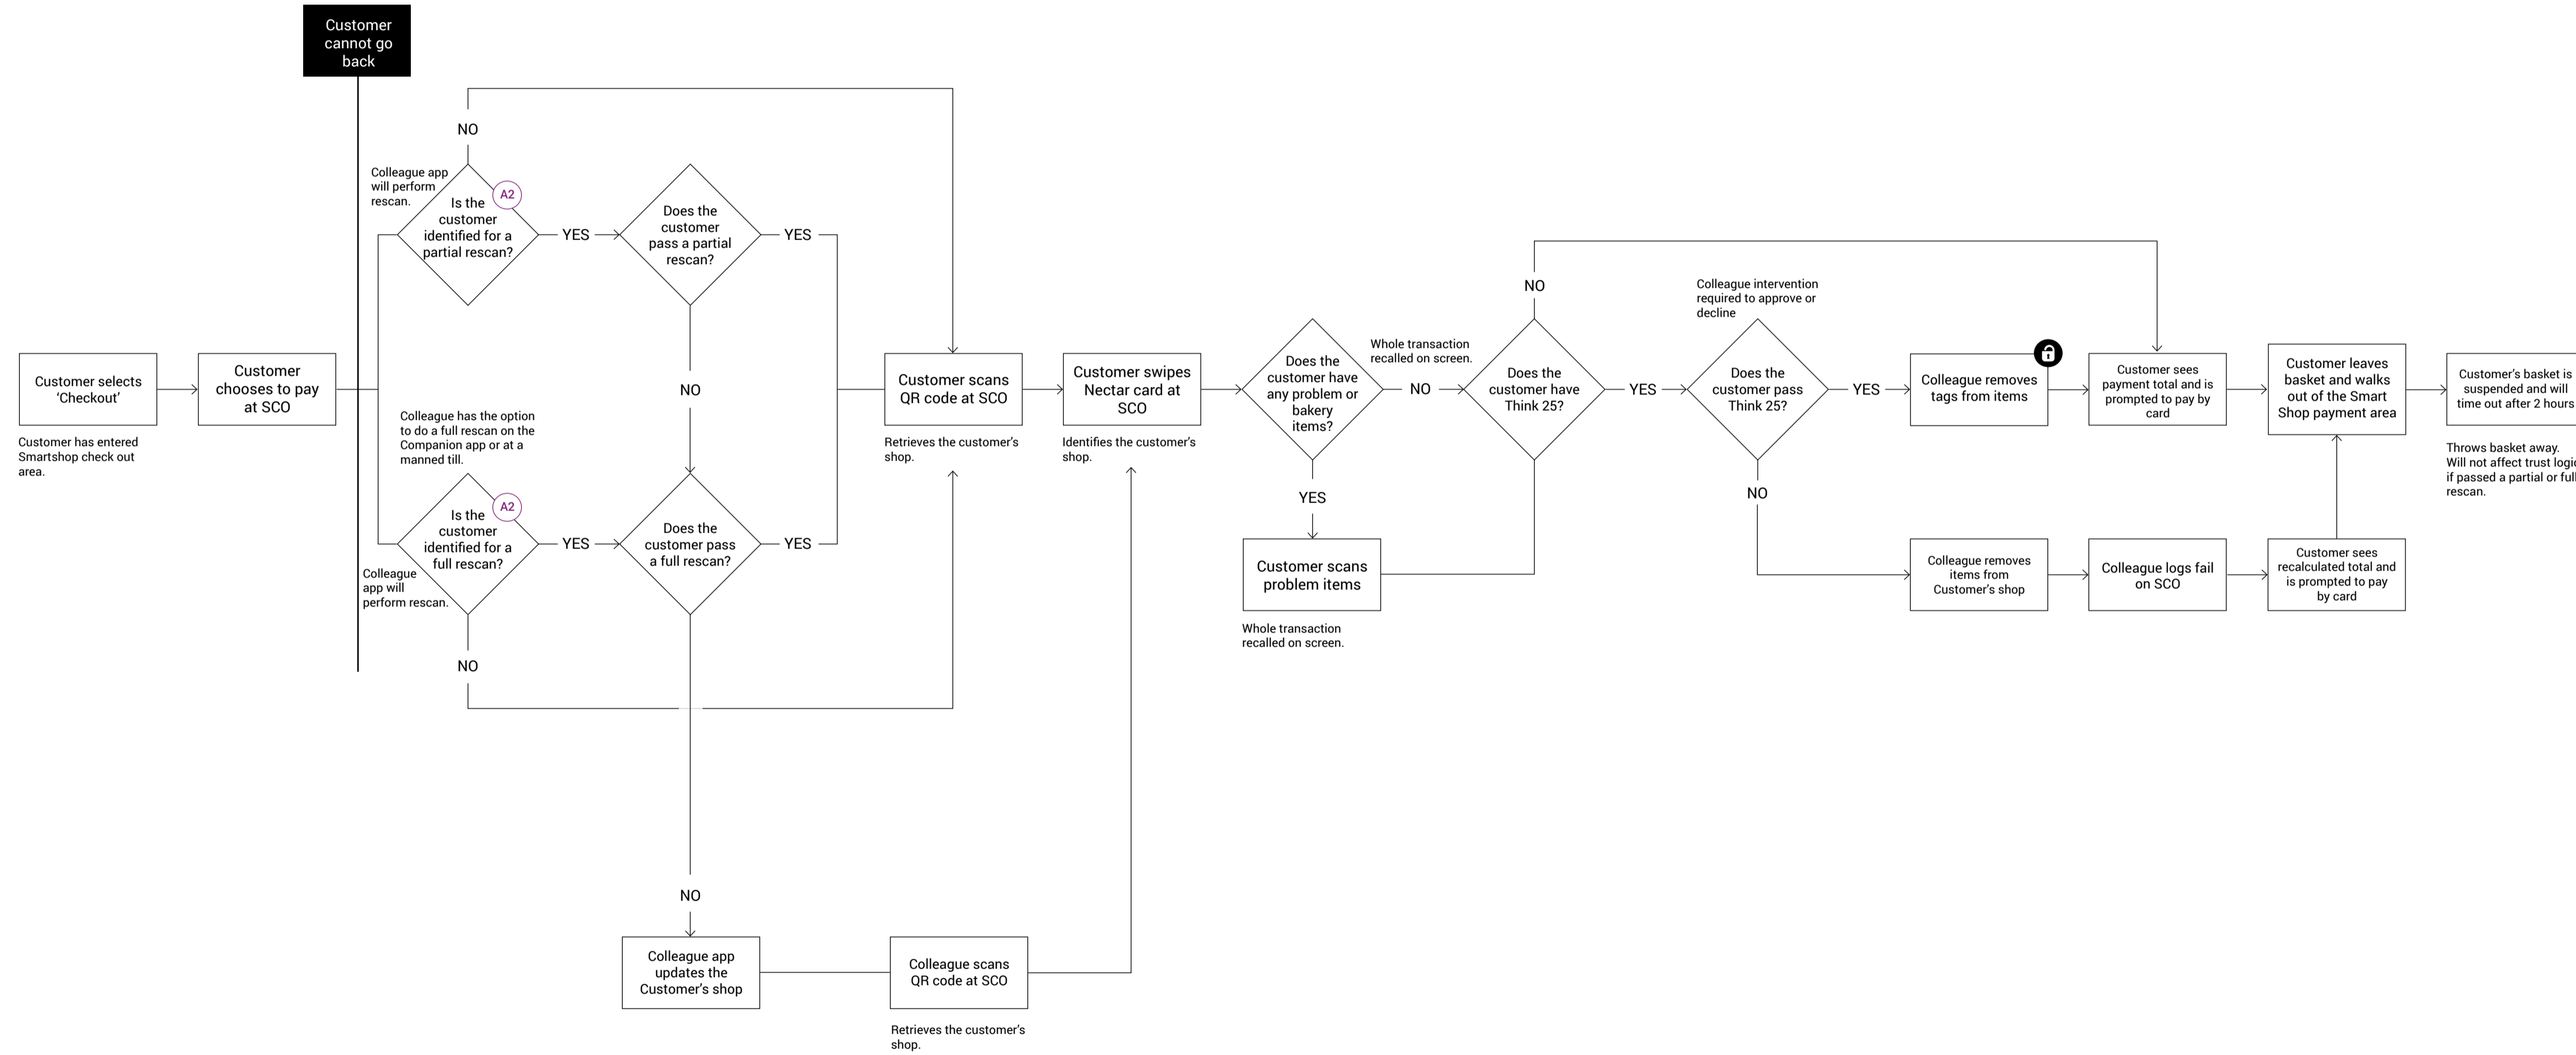 Customer
cannot go
back
NO
Colleague app
will perform
rescan.
A2
Is the
customer
identified for a
partial rescan?
YES
Does the
customer
pass a partial
rescan?
YES
NO
Customer selects
‘Checkout’
Customer has entered
Smartshop check out
area.
Customer
chooses to pay
at SCO
Colleague has the option
to do a full rescan on the
Companion app or at a
manned till.
A2
Is the
customer
identified for a
full rescan?
Colleague
app will
perform rescan.
YES
Does the
customer pass
a full rescan?
YES
NO
NO
Colleague app
updates the
Customer’s shop
Colleague scans
QR code at SCO
Retrieves the customer’s
shop.
Customer scans
QR code at SCO
Retrieves the customer’s
shop.
Customer swipes
Nectar card at
SCO
Identifies the customer’s
shop.
Does the
customer have
any problem or
bakery
items?
Whole transaction
recalled on screen.
NO
YES
Customer scans
problem items
Whole transaction
recalled on screen.
NO
Does the
customer have
Think 25?
YES
Colleague intervention
required to approve or
decline
Does the
customer pass
Think 25?
YES
NO
Colleague removes
tags from items
Customer sees
payment total and is
prompted to pay by
card
Customer leaves
basket and walks
out of the Smart
Shop payment area
Customer’s basket is
suspended and will
time out after 2 hours
Throws basket away.
Will not affect trust logic
if passed a partial or full
rescan.
Colleague removes
items from
Customer’s shop
Colleague logs fail
on SCO
Customer sees
recalculated total and
is prompted to pay
by card